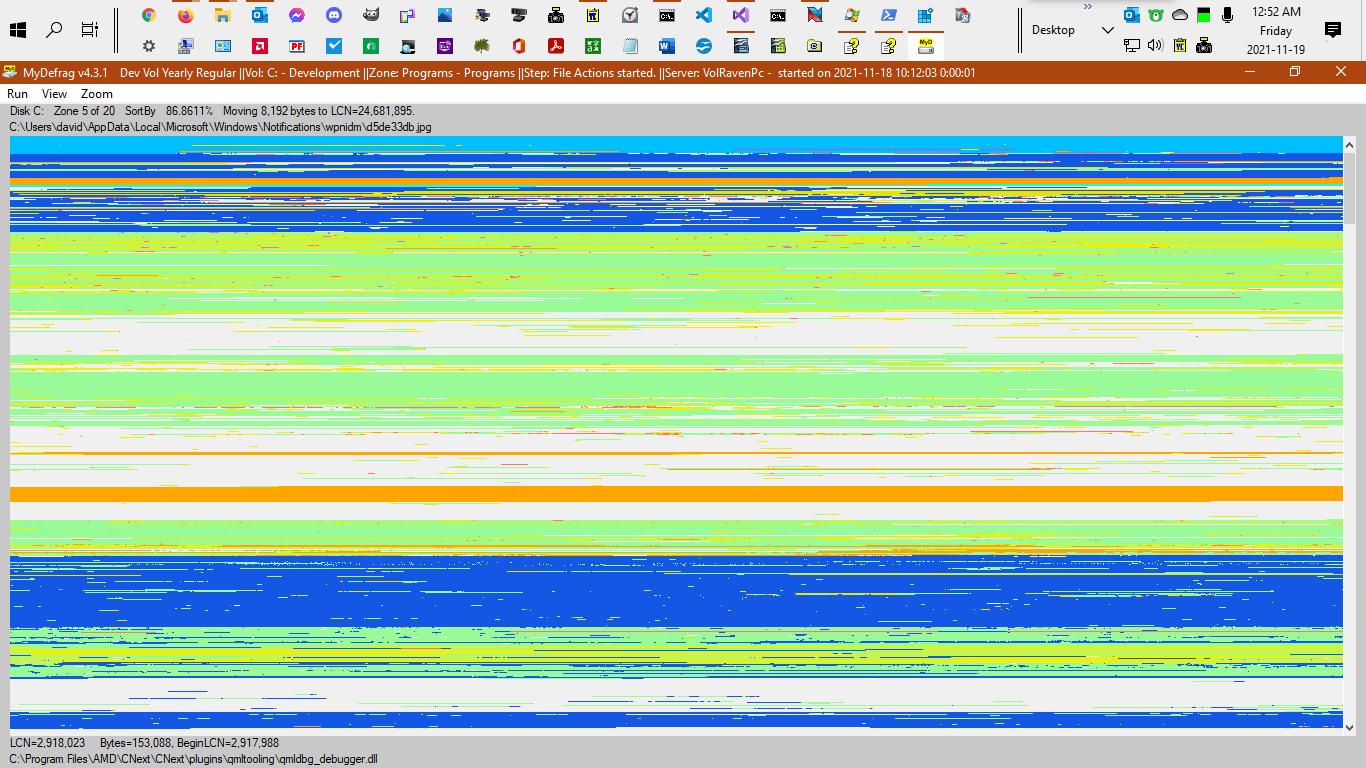 12:52 AM
Desktop
Friday
2021-11-19
MyDefrag v4.3.1 Dev Vol Yearly Regular ||Vol: C: - Development ||Zone: Programs - Programs ||Step: File Actions started. ||Server: VolRavenPc - started on 2021-11-18 10:12:03 0:00:01
Run View Zoom
Disk C: Zone 5 of 20 SortBy 86.8611% Moving 8,192 bytes to LCN=24,681,895.
C:\Users\david\AppData\Local\Microsoft\Windows\Notifications\wpnidm\d5de33db.jpg
LCN=2,918,023 Bytes=153,088, BeginLCN=2,917,988
C:\Program Files\AMD\CNext\CNext\plugins\qmltooling\qmldbg_debugger.dll